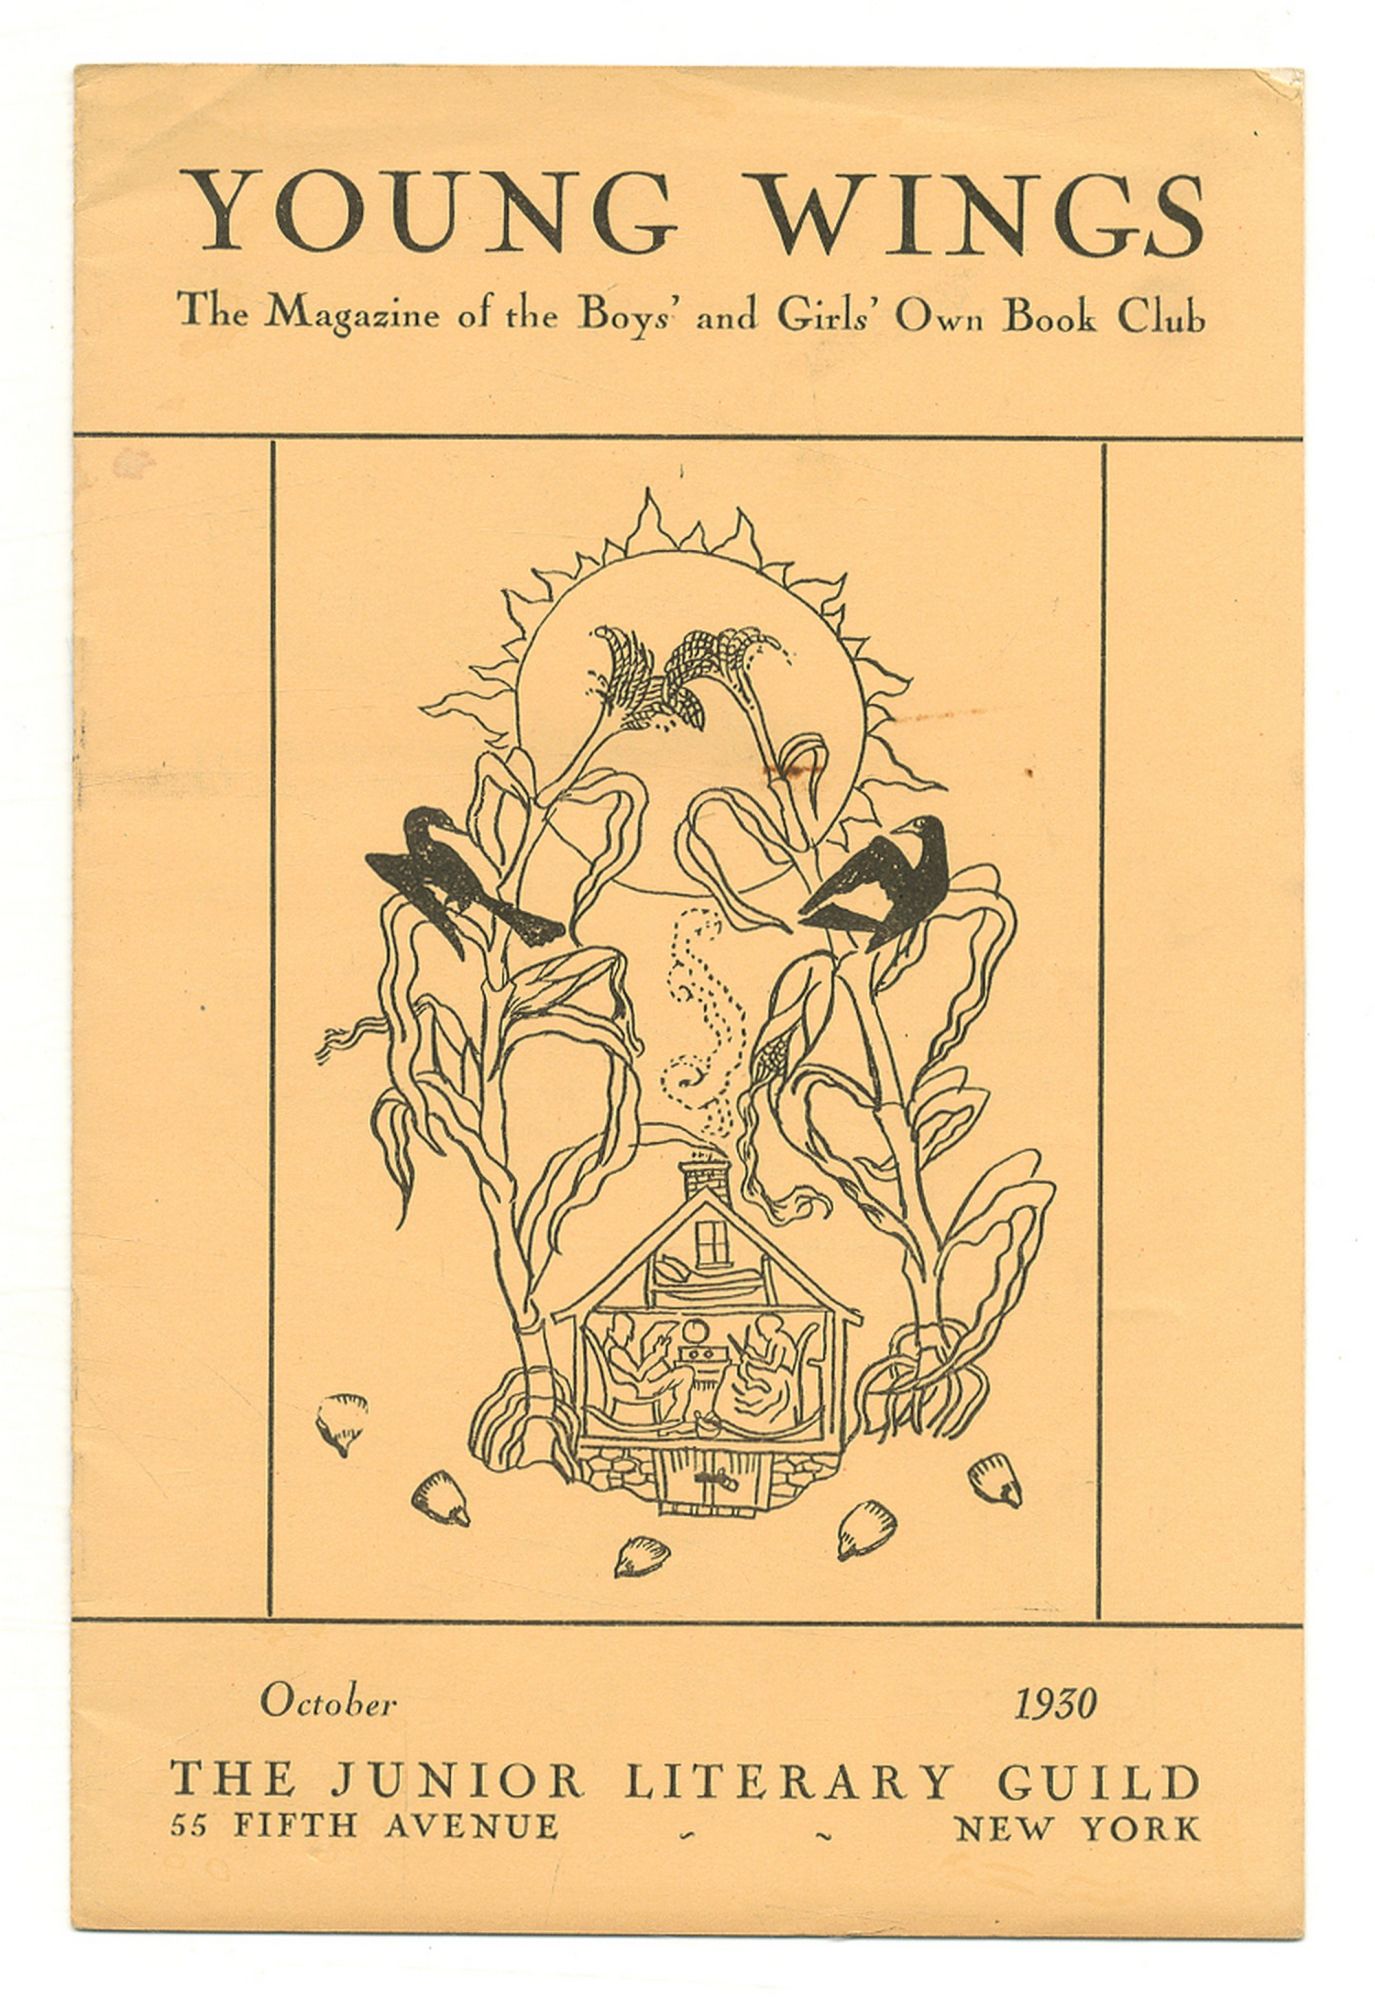 YOUNG WINGS
The Magazine of the Boys' and Girls' Own Book Club
October 1930
THE JUNIOR LITERARY GUILD
55 FIFTH AVENUE ~ ~ NEW YORK